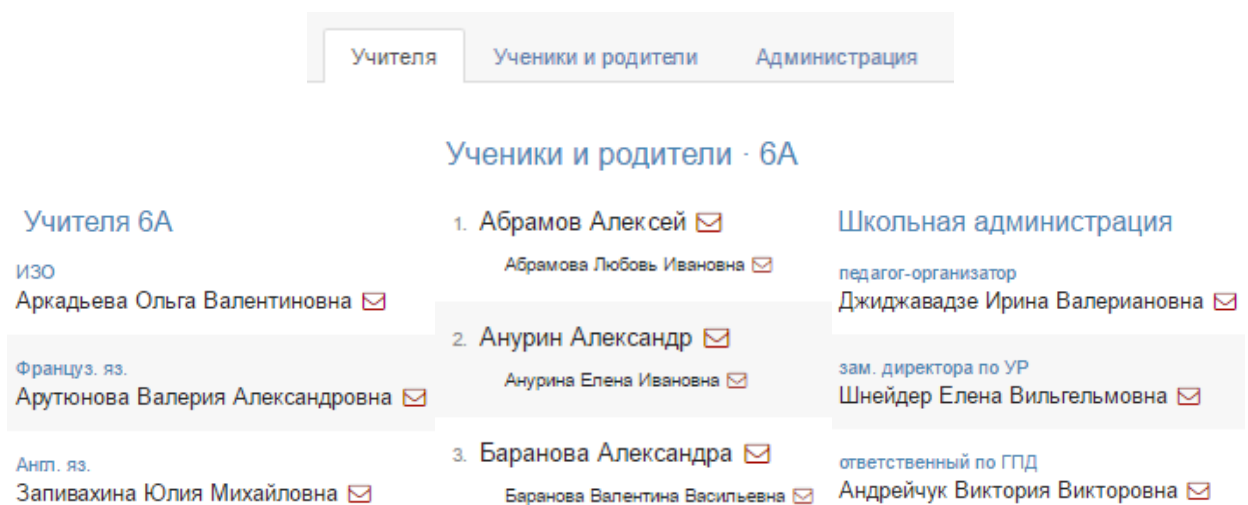 Учителя
Ученики и родители
Администрация
Ученики и родители · 6А
Учителя 6А
ИЗО
Аркадьева Ольга Валентиновна
Француз. яз.
Арутюнова Валерия Александровна
Англ. яз.
Запивахина Юлия Михайловна
1. Абрамов Алексей
Абрамова Любовь Ивановна
2. Анурин Александр
Анурина Елена Ивановна
3. Баранова Александра
Баранова Валентина Васильевна
Школьная администрация
педагог-организатор
Джиджавадзе Ирина Валериановна
зам. директора по УР
Шнейдер Елена Вильгельмовна
ответственный по ГПД
Андрейчук Виктория Викторовна